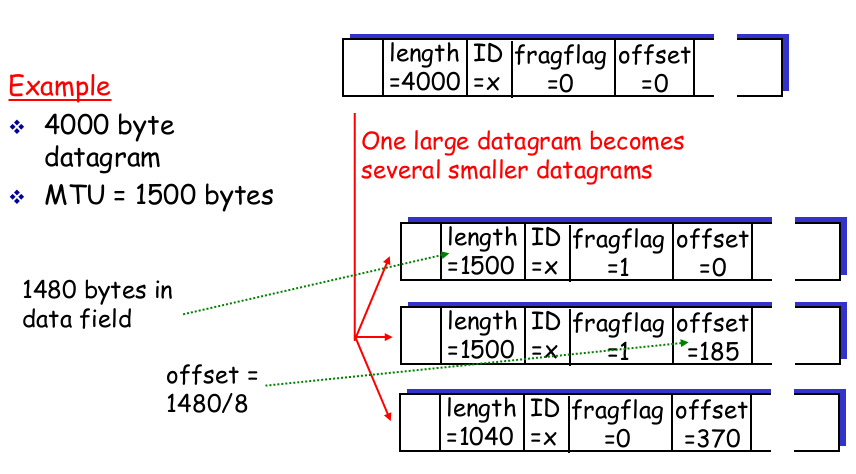 length ID fragflag offset
=4000 =x =0 =0
Example
❖ 4000 byte
datagram
❖ MTU = 1500 bytes
One large datagram becomes
several smaller datagrams
length ID fragflag offset
=1500 =x =1 =0
1480 bytes in
data field
length ID fragflag offset
=1500 =x =1 =185
offset =
1480/8
length ID fragflag offset
=1040 =x =0 =370